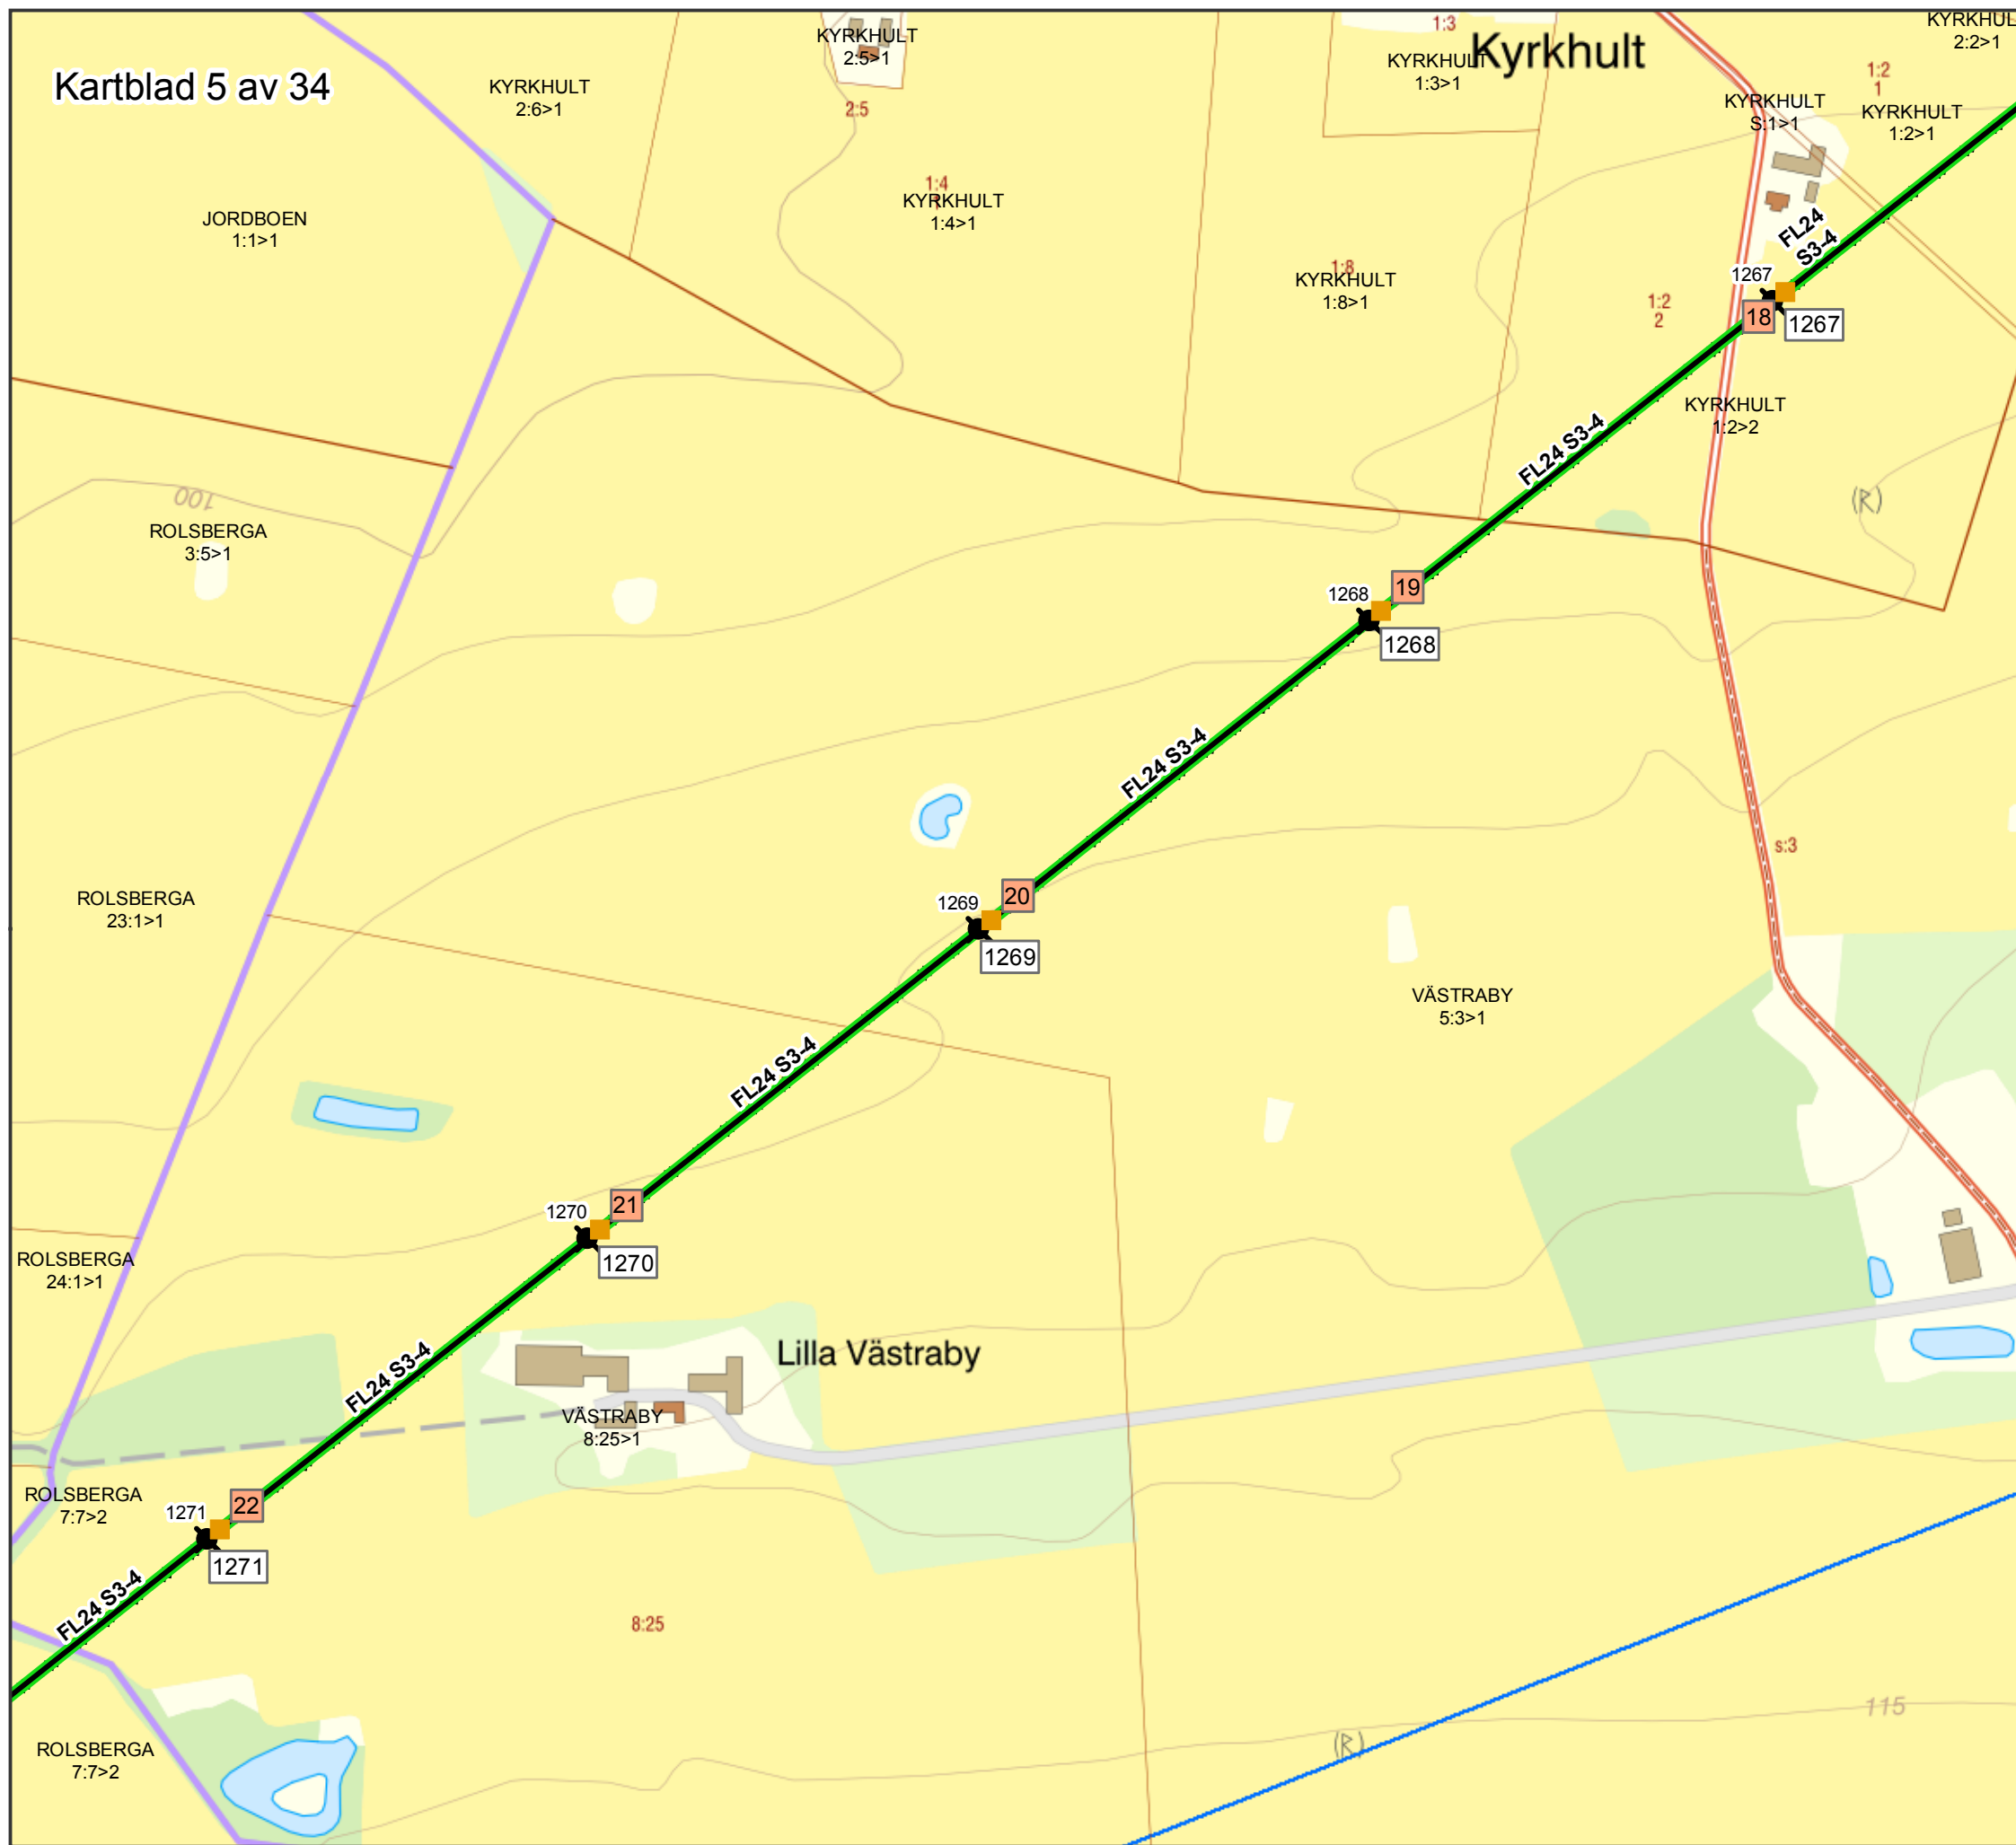 Kartblad 5 av 34
KYRKHULT
2:6>1
KYRKHULT
2:5>1
2:5
1:3
KYRKHULT
1:3>1
Kyrkhult
KYRKHUL
2:2>1
1:2
1
KYRKHULT
S:1>1
KYRKHULT
1:2>1
JORDBOEN
1:1>1
1:4
KYRKHULT
1:4>1
1:8
KYRKHULT
1:8>1
1:2
2
FL24
S3-4
1267
18
1267
KYRKHULT
1:2>2
FL24 S3-4
(R)
100
ROLSBERGA
3:5>1
1268
19
1268
FL24 S3-4
s:3
ROLSBERGA
23:1>1
1269
20
1269
VÄSTRABY
5:3>1
FL24 S3-4
1270
21
1270
ROLSBERGA
24:1>1
FL24 S3-4
Lilla Västraby
VÄSTRABY
8:25>1
ROLSBERGA
7:7>2
1271
22
1271
FL24 S3-4
8:25
115
(R)
ROLSBERGA
7:7>2